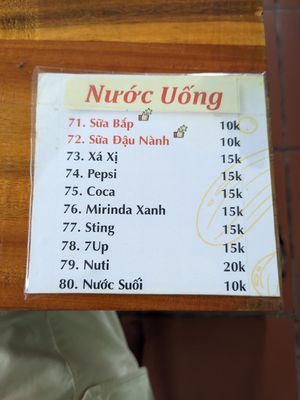 Nước Uống
71. Sữa Bắp 10k
72. Sữa Đậu Nành 10k
73. Xá Xị 15k
74. Pepsi 15k
75. Coca 15k
76. Mirinda Xanh 15k
77. Sting 15k
78. 7Up 15k
79. Nuti 20k
80. Nước Suối 10k